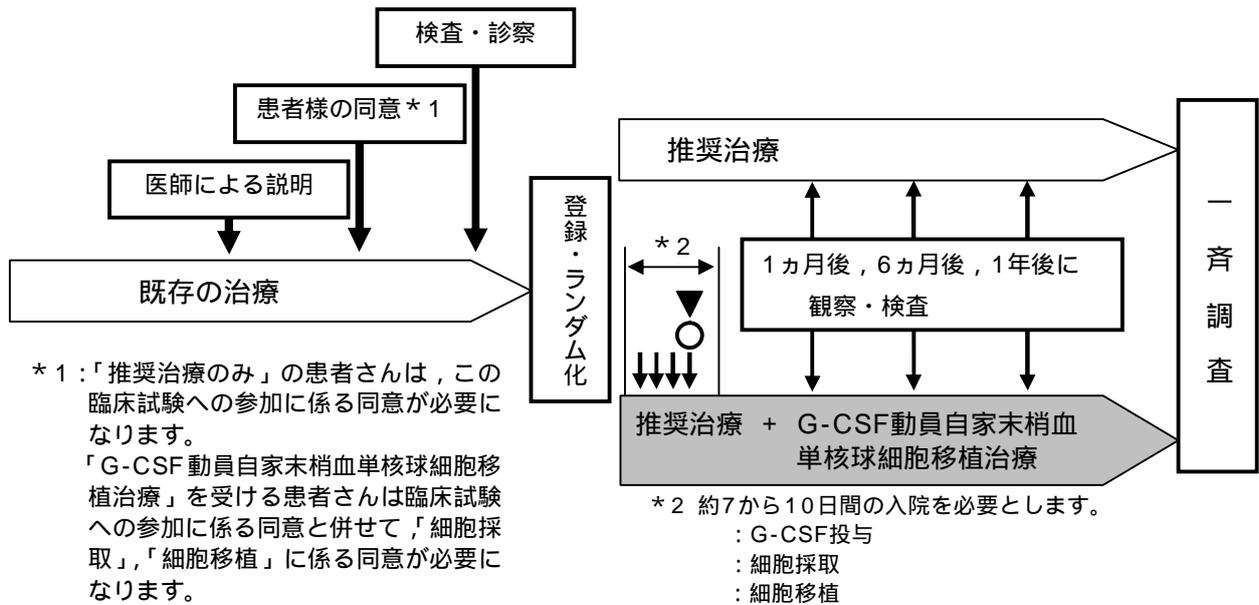 検査・診察
患者様の同意*1
医師による説明
既存の治療
登録・ランダム化
推奨治療
*2
1ヵ月後,6ヵ月後,1年後に
観察・検査
推奨治療 + G-CSF動員自家末梢血
単核球細胞移植治療
一斉調査
*1:「推奨治療のみ」の患者さんは,この
臨床試験への参加に係る同意が必要に
なります。
「G-CSF動員自家末梢血単核球細胞移
植治療」を受ける患者さんは臨床試験
への参加に係る同意と併せて,「細胞採
取」,「細胞移植」に係る同意が必要に
なります。
*2 約7から10日間の入院を必要とします。
:G-CSF投与
:細胞採取
:細胞移植